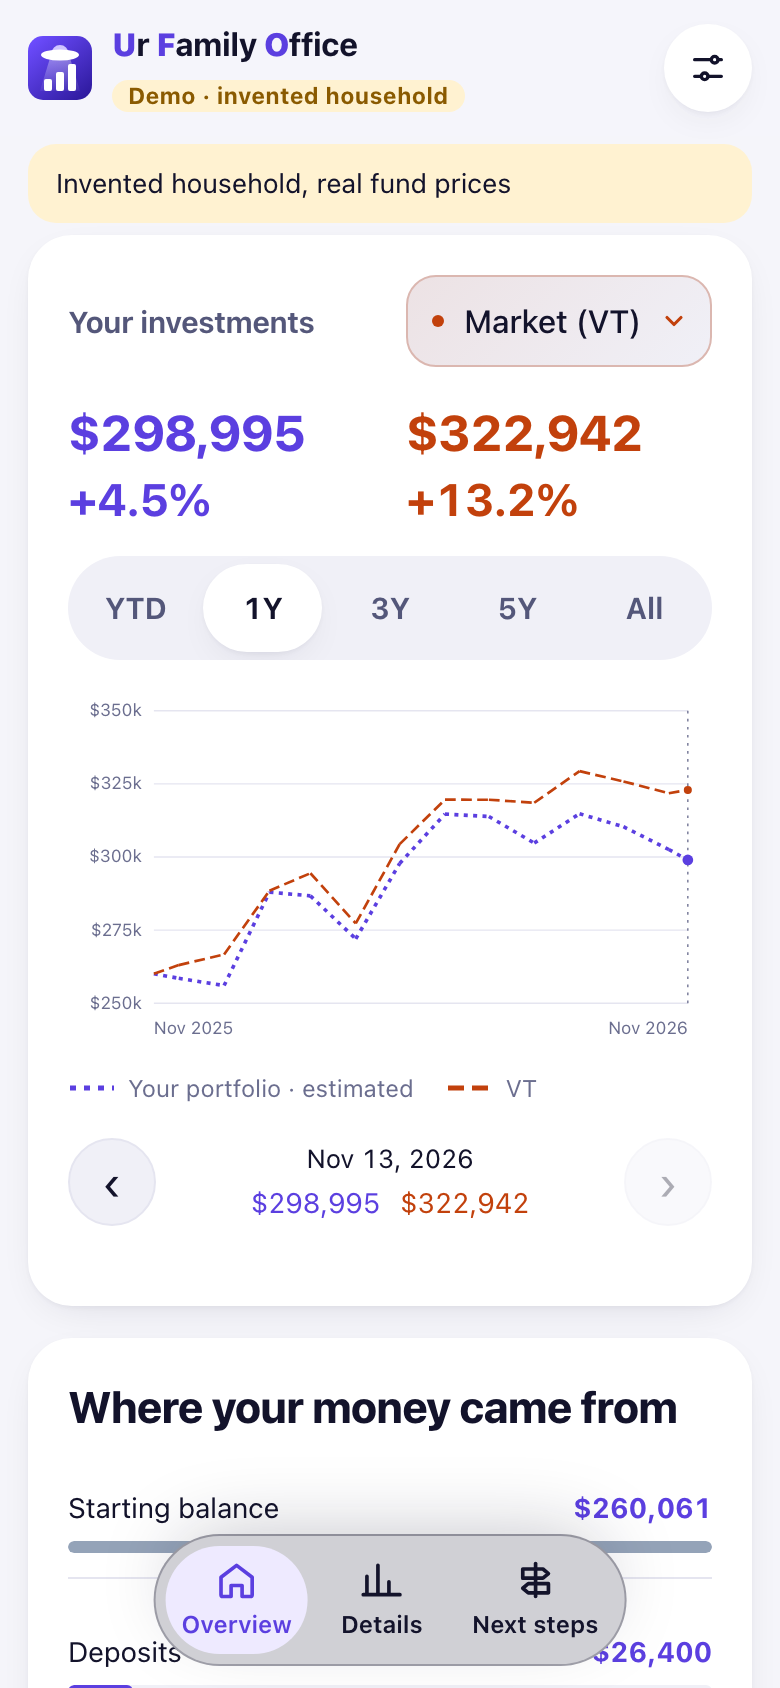 Ur Family Office
Demo · invented household
Invented household, real fund prices
Your investments
Market (VT)
$298,995
$322,942
+4.5%
+13.2%
YTD 1Y 3Y 5Y All
$350k
$325k
$300k
$275k
$250k
Nov 2025 Nov 2026
Your portfolio · estimated VT
‹
Nov 13, 2026
›
$298,995 $322,942
Where your money came from
Starting balance $260,061
Deposits $26,400
Overview Details Next steps